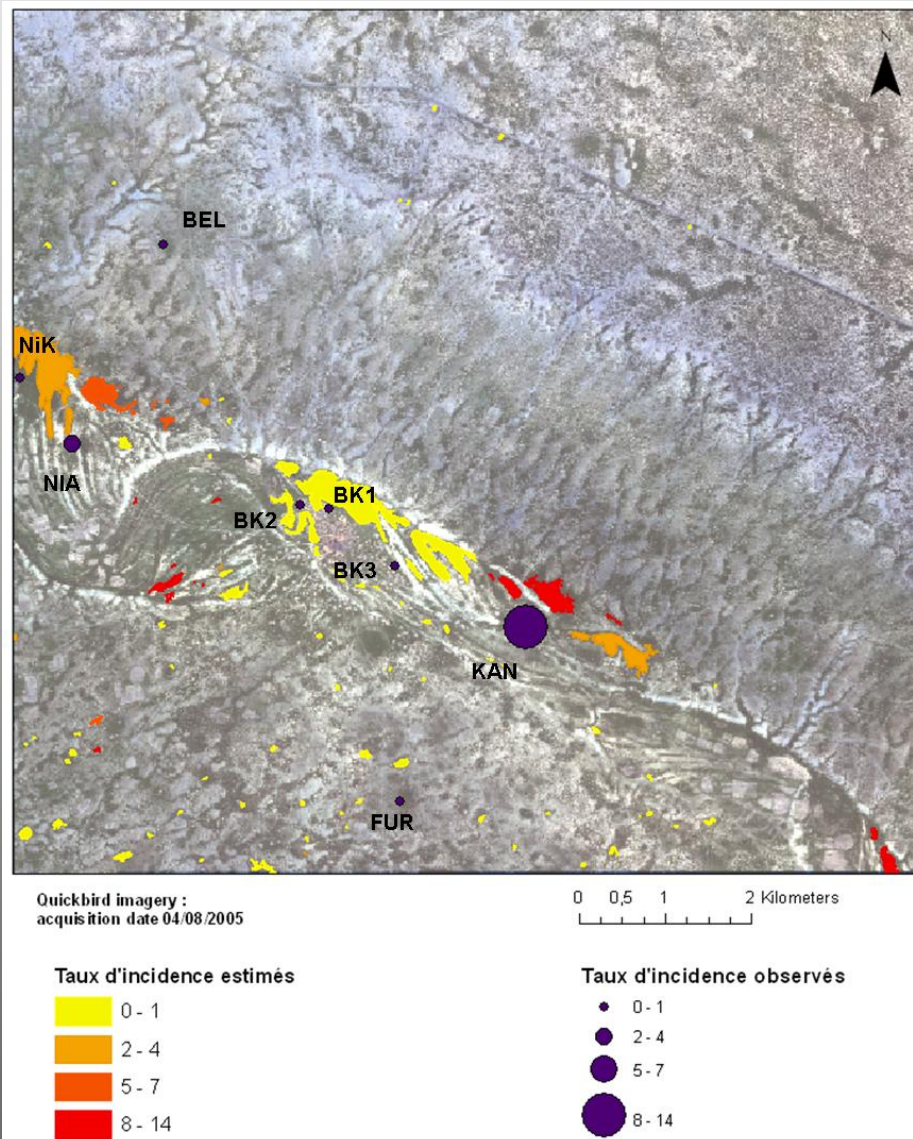 N
BEL
NiK
NIA
BK1
BK2
BK3
KAN
FUR
Quickbird imagery :
acquisition date 04/08/2005
0 0,5 1 2 Kilometers
Taux d'incidence estimés
0 - 1
2 - 4
5 - 7
8 - 14
Taux d'incidence observés
0 - 1
2 - 4
5 - 7
8 - 14